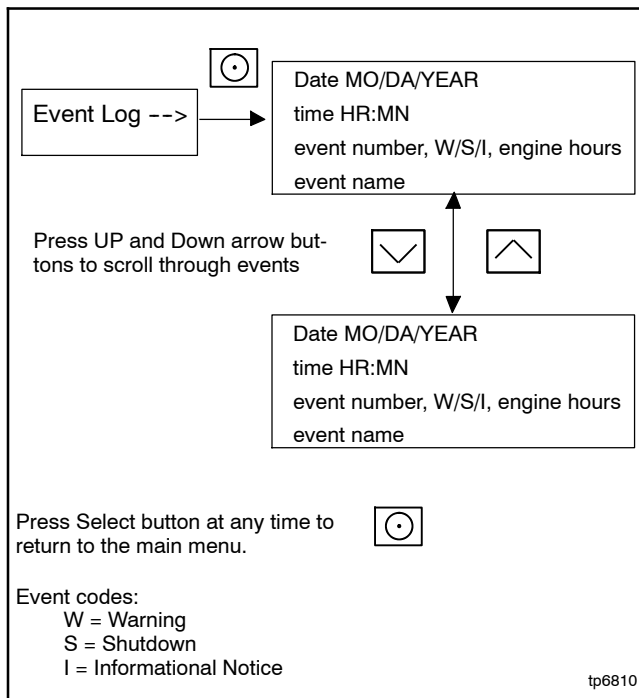 Event Log -->
Date MO/DA/YEAR
time HR:MN
event number, W/S/I, engine hours
event name
Press UP and Down arrow but-
tons to scroll through events
Date MO/DA/YEAR
time HR:MN
event number, W/S/I, engine hours
event name
Press Select button at any time to
return to the main menu.
Event codes:
W = Warning
S = Shutdown
I = Informational Notice
tp6810